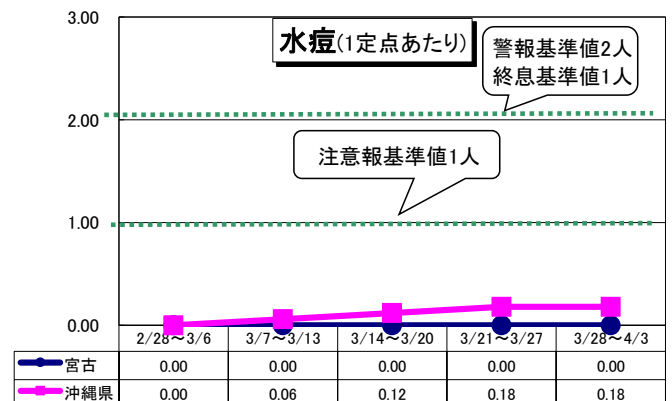 3.00
水痘(1定点あたり)
警報基準値2人
終息基準値1人
2.00
注意報基準値1人
1.00
0.00
2/28～3/6 3/7～3/13 3/14～3/20 3/21～3/27 3/28～4/3
宮古 0.00 0.00 0.00 0.00 0.00
沖縄県 0.00 0.06 0.12 0.18 0.18